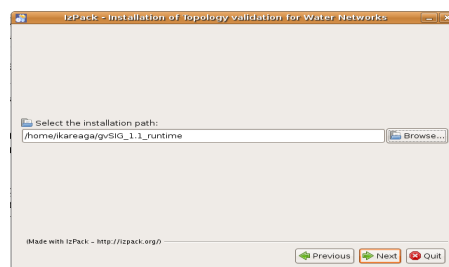 IzPack - Installation of Topology validation for Water Networks
Select the installation path:
/home/ikareaga/gvSIG_1.1_runtime
Browse...
(Made with IzPack - http://izpack.org/)
Previous
Next
Quit